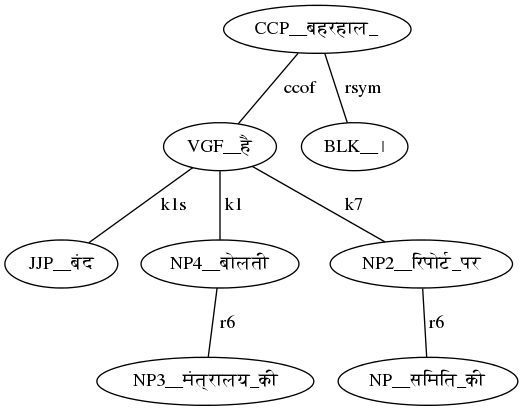 CCP__बहरहाल_
ccof rsym
VGF__है BLK__।
k1s k1 k7
JJP__बंद NP4__बोलती NP2__रिपोर्ट_पर
r6 r6
NP3__मंत्रालय_की NP__समिति_की